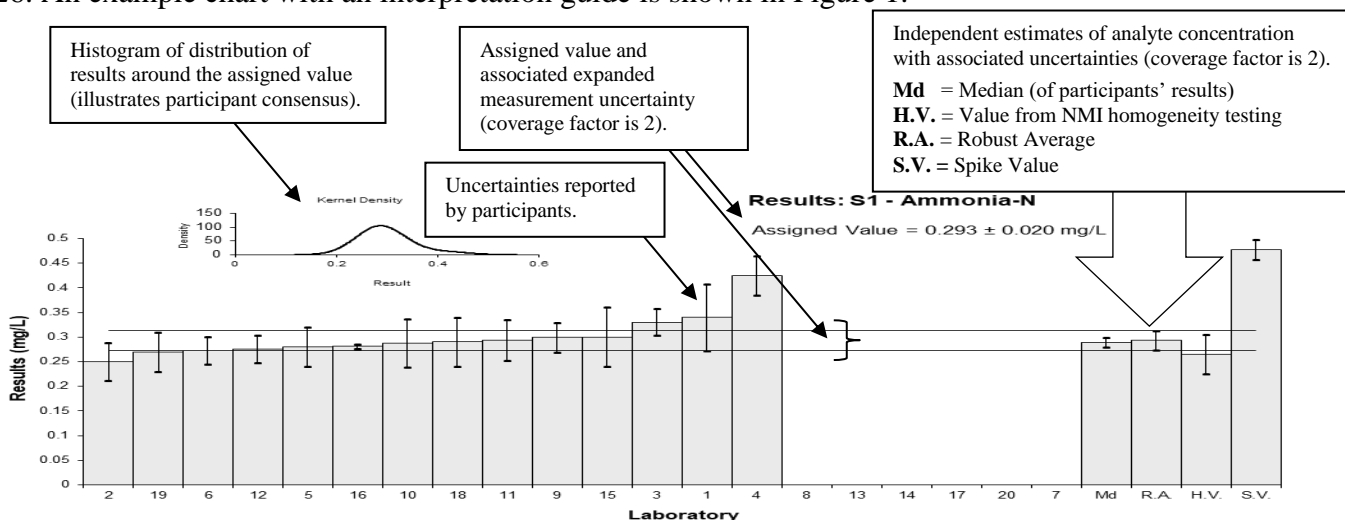 28. An example chart with an interpretation guide is shown in Figure 1.
Histogram of distribution of
results around the assigned value
(illustrates participant consensus).
Assigned value and
associated expanded
measurement uncertainty
(coverage factor is 2).
Independent estimates of analyte concentration
with associated uncertainties (coverage factor is 2).
Md = Median (of participants’ results)
H.V. = Value from NMI homogeneity testing
R.A. = Robust Average
S.V. = Spike Value
Uncertainties reported
by participants.
Kernel Density
150
100
50
0
Density
0 0.2 0.4 0.6
Result
Results: S1 - Ammonia-N
Assigned Value = 0.293 ± 0.020 mg/L
0.5
0.45
0.4
0.35
0.3
0.25
0.2
0.15
0.1
0.05
0
Results (mg/L)
2 19 6 12 5 16 10 18 11 9 15 3 1 4 8 13 14 17 20 7 Md R.A. H.V. S.V.
Laboratory